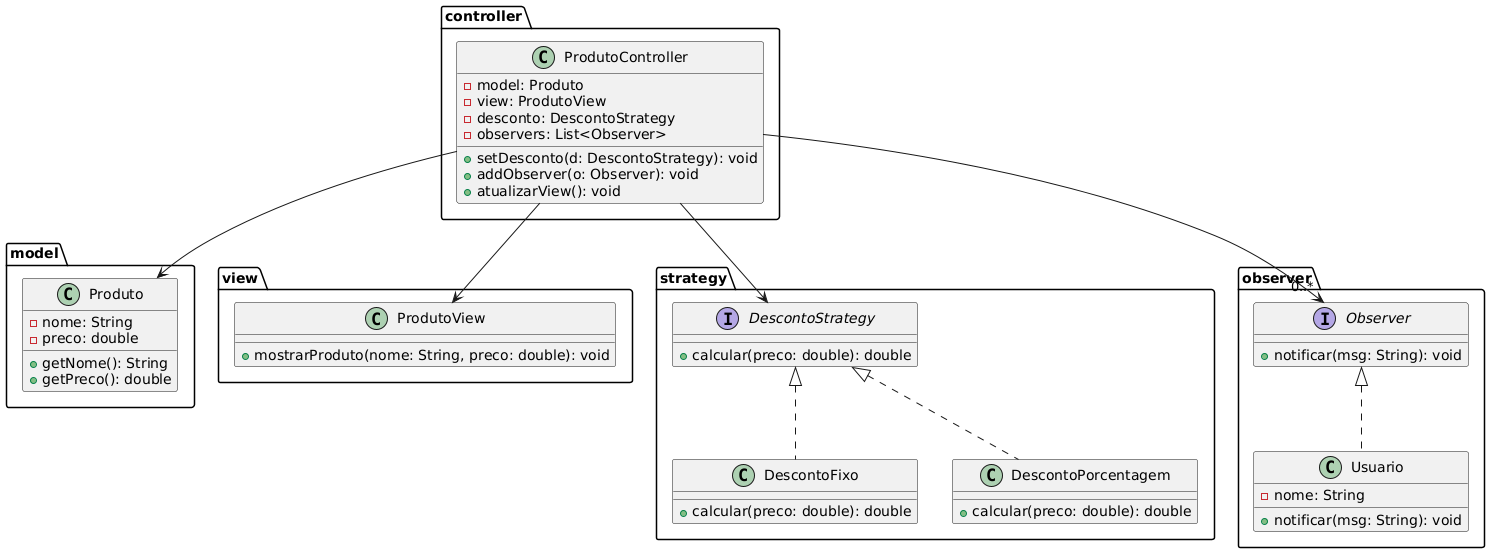 controller
C ProdutoController
model: Produto
view: ProdutoView
desconto: DescontoStrategy
observers: List<Observer>
setDesconto(d: DescontoStrategy): void
addObserver(o: Observer): void
atualizarView(): void
model
C Produto
nome: String
preco: double
getNome(): String
getPreco(): double
view
C ProdutoView
mostrarProduto(nome: String, preco: double): void
strategy
I DescontoStrategy
calcular(preco: double): double
C DescontoFixo
calcular(preco: double): double
C DescontoPorcentagem
calcular(preco: double): double
observer
0..*
I Observer
notificar(msg: String): void
C Usuario
nome: String
notificar(msg: String): void